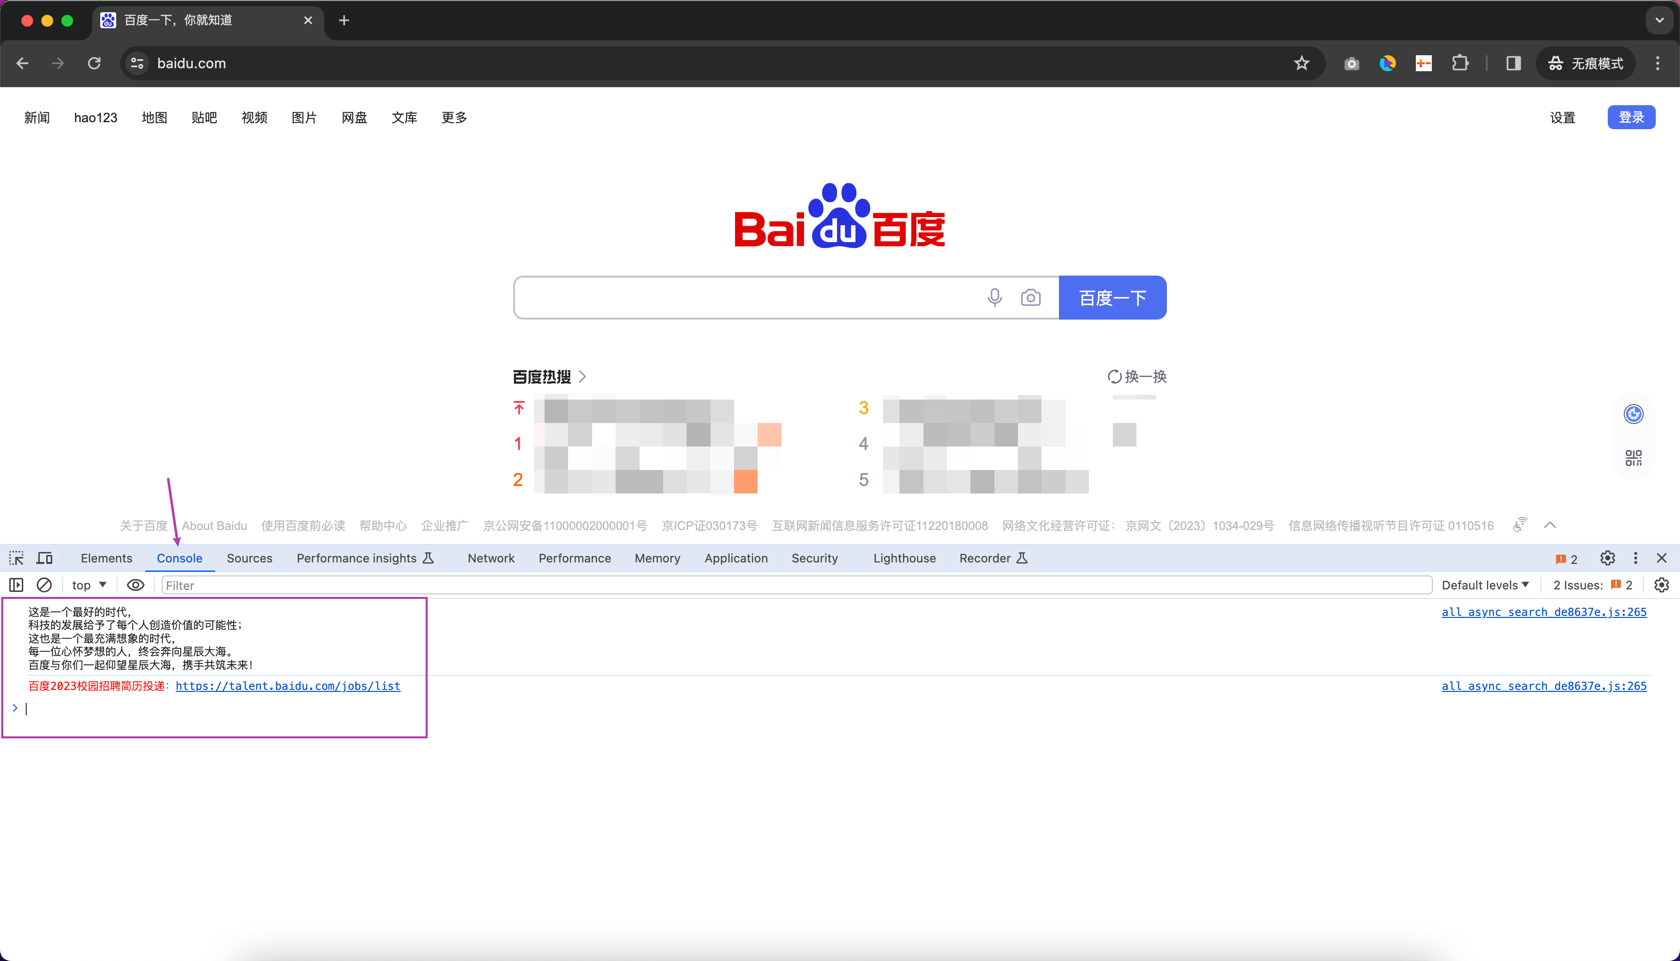 百度一下，你就知道
baidu.com
无痕模式
新闻 hao123 地图 贴吧 视频 图片 网盘 文库 更多 设置 登录
Bai du 百度
百度一下
百度热搜 换一换
3
1 4
2 5
关于百度 About Baidu 使用百度前必读 帮助中心 企业推广 京公网安备11000002000001号 京ICP证030173号 互联网新闻信息服务许可证11220180008 网络文化经营许可证： 京网文〔2023〕1034-029号 信息网络传播视听节目许可证 0110516
Elements Console Sources Performance insights Network Performance Memory Application Security Lighthouse Recorder 2
top Filter Default levels 2 Issues: 2
这是一个最好的时代， all_async_search_de8637e.js:265
科技的发展给予了每个人创造价值的可能性；
这也是一个最充满想象的时代，
每一位心怀梦想的人，终会奔向星辰大海。
百度与你们一起仰望星辰大海，携手共筑未来！
百度2023校园招聘简历投递：https://talent.baidu.com/jobs/list all_async_search_de8637e.js:265